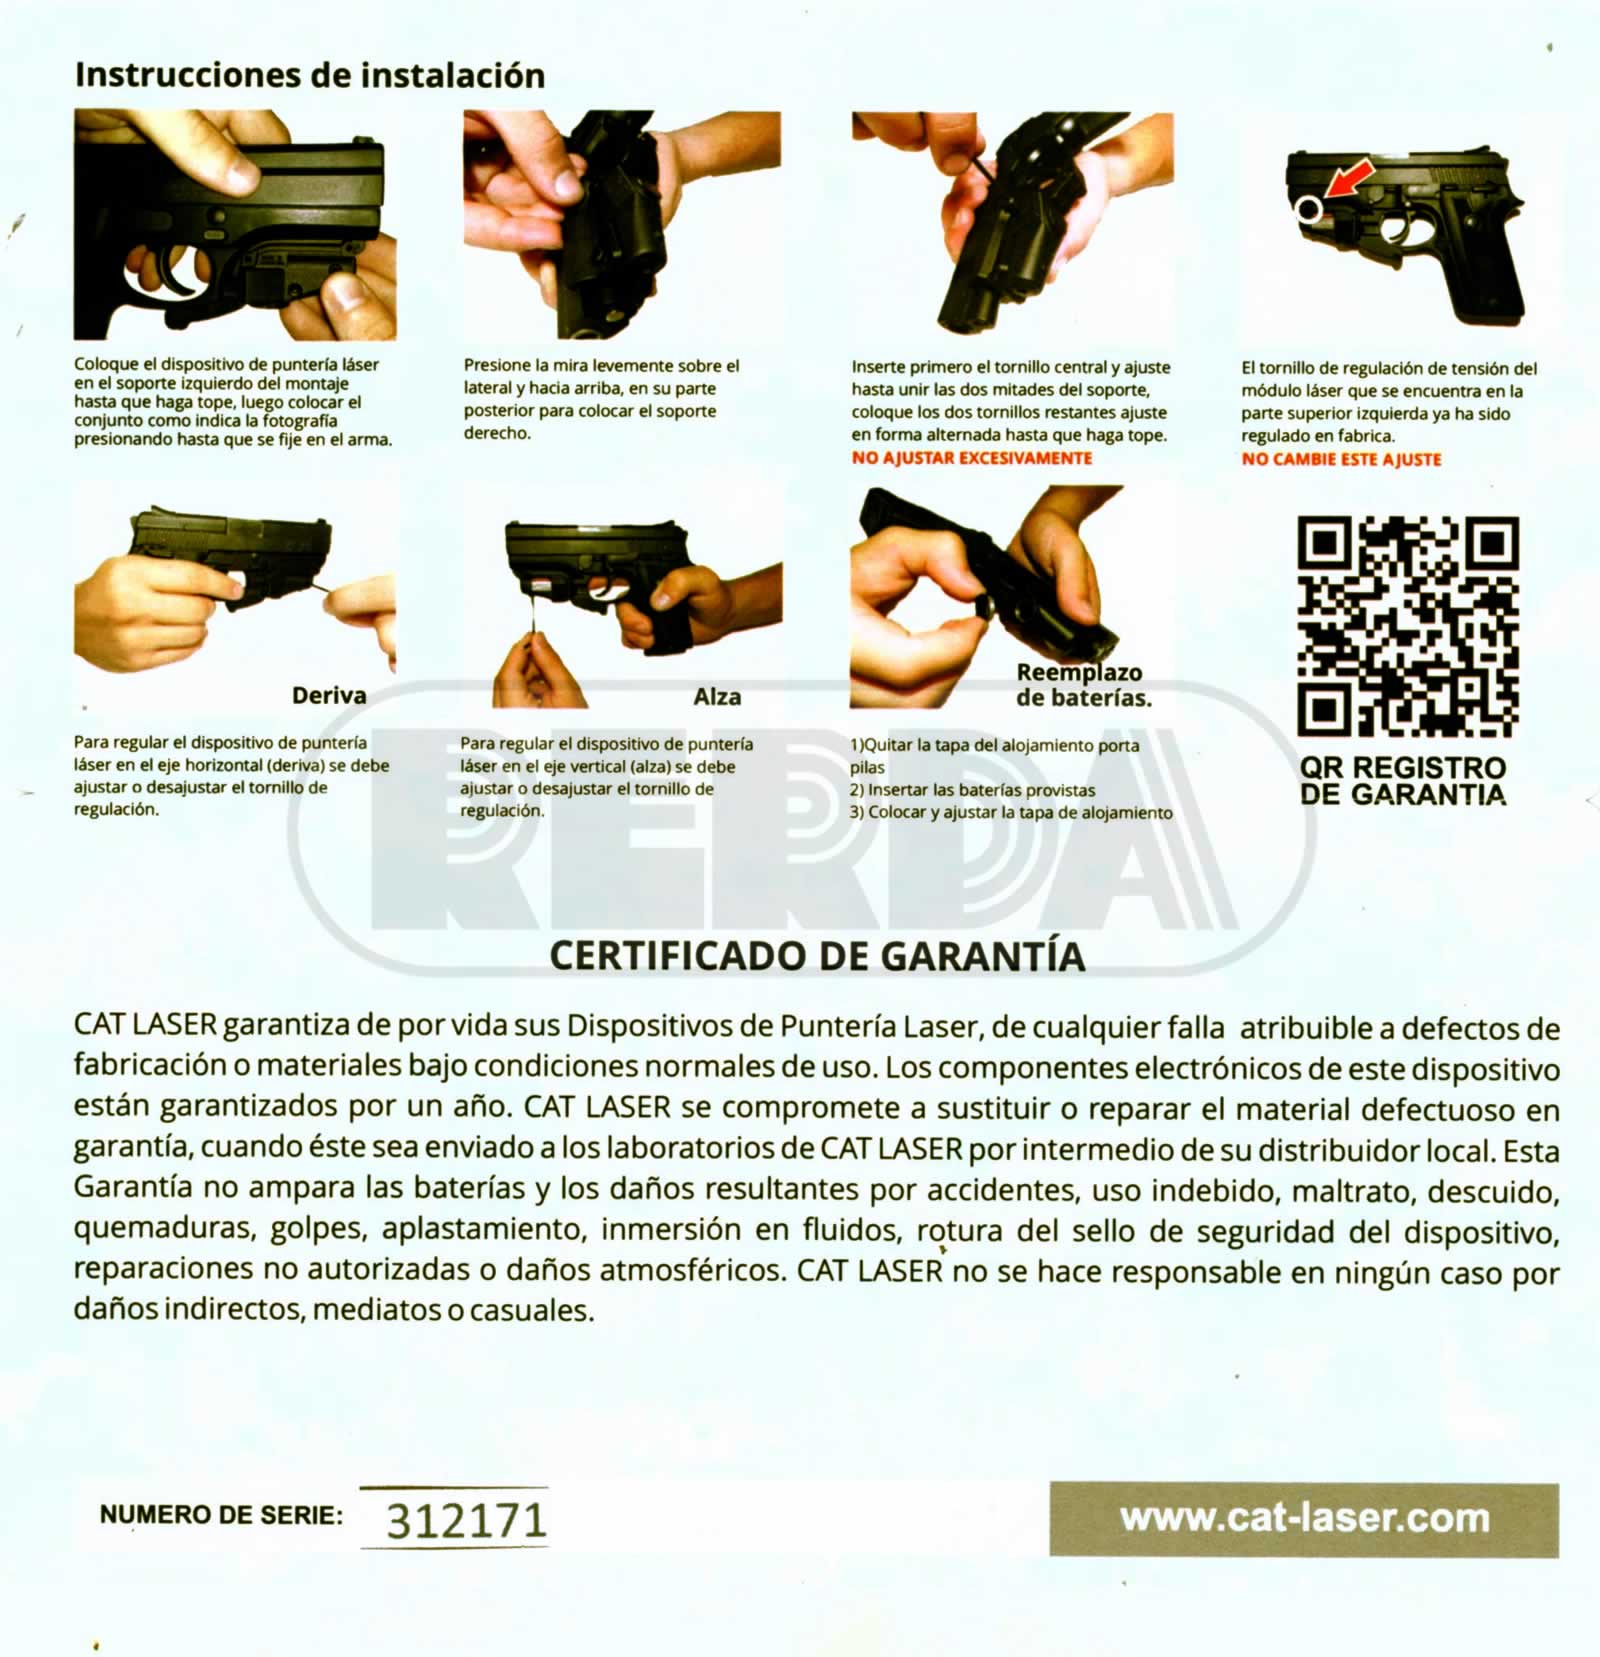 Instrucciones de instalación
Coloque el dispositivo de puntería láser
en el soporte izquierdo del montaje
hasta que haga tope, luego colocar el
conjunto como indica la fotografía
presionando hasta que se fije en el arma.
Presione la mira levemente sobre el
lateral y hacia arriba, en su parte
posterior para colocar el soporte
derecho.
Inserte primero el tornillo central y ajuste
hasta unir las dos mitades del soporte,
coloque los dos tornillos restantes ajuste
en forma alternada hasta que haga tope.
NO AJUSTAR EXCESIVAMENTE
El tornillo de regulación de tensión del
módulo láser que se encuentra en la
parte superior izquierda ya ha sido
regulado en fabrica.
NO CAMBIE ESTE AJUSTE
Deriva
Para regular el dispositivo de puntería
láser en el eje horizontal (deriva) se debe
ajustar o desajustar el tornillo de
regulación.
Alza
Para regular el dispositivo de puntería
láser en el eje vertical (alza) se debe
ajustar o desajustar el tornillo de
regulación.
Reemplazo
de baterías.
1)Quitar la tapa del alojamiento porta
pilas
2) Insertar las baterías provistas
3) Colocar y ajustar la tapa de alojamiento
QR REGISTRO
DE GARANTIA
RERDA
CERTIFICADO DE GARANTÍA
CAT LASER garantiza de por vida sus Dispositivos de Puntería Laser, de cualquier falla atribuible a defectos de
fabricación o materiales bajo condiciones normales de uso. Los componentes electrónicos de este dispositivo
están garantizados por un año. CAT LASER se compromete a sustituir o reparar el material defectuoso en
garantía, cuando éste sea enviado a los laboratorios de CAT LASER por intermedio de su distribuidor local. Esta
Garantía no ampara las baterías y los daños resultantes por accidentes, uso indebido, maltrato, descuido,
quemaduras, golpes, aplastamiento, inmersión en fluidos, rotura del sello de seguridad del dispositivo,
reparaciones no autorizadas o daños atmosféricos. CAT LASER no se hace responsable en ningún caso por
daños indirectos, mediatos o casuales.
NUMERO DE SERIE: 312171
www.cat-laser.com